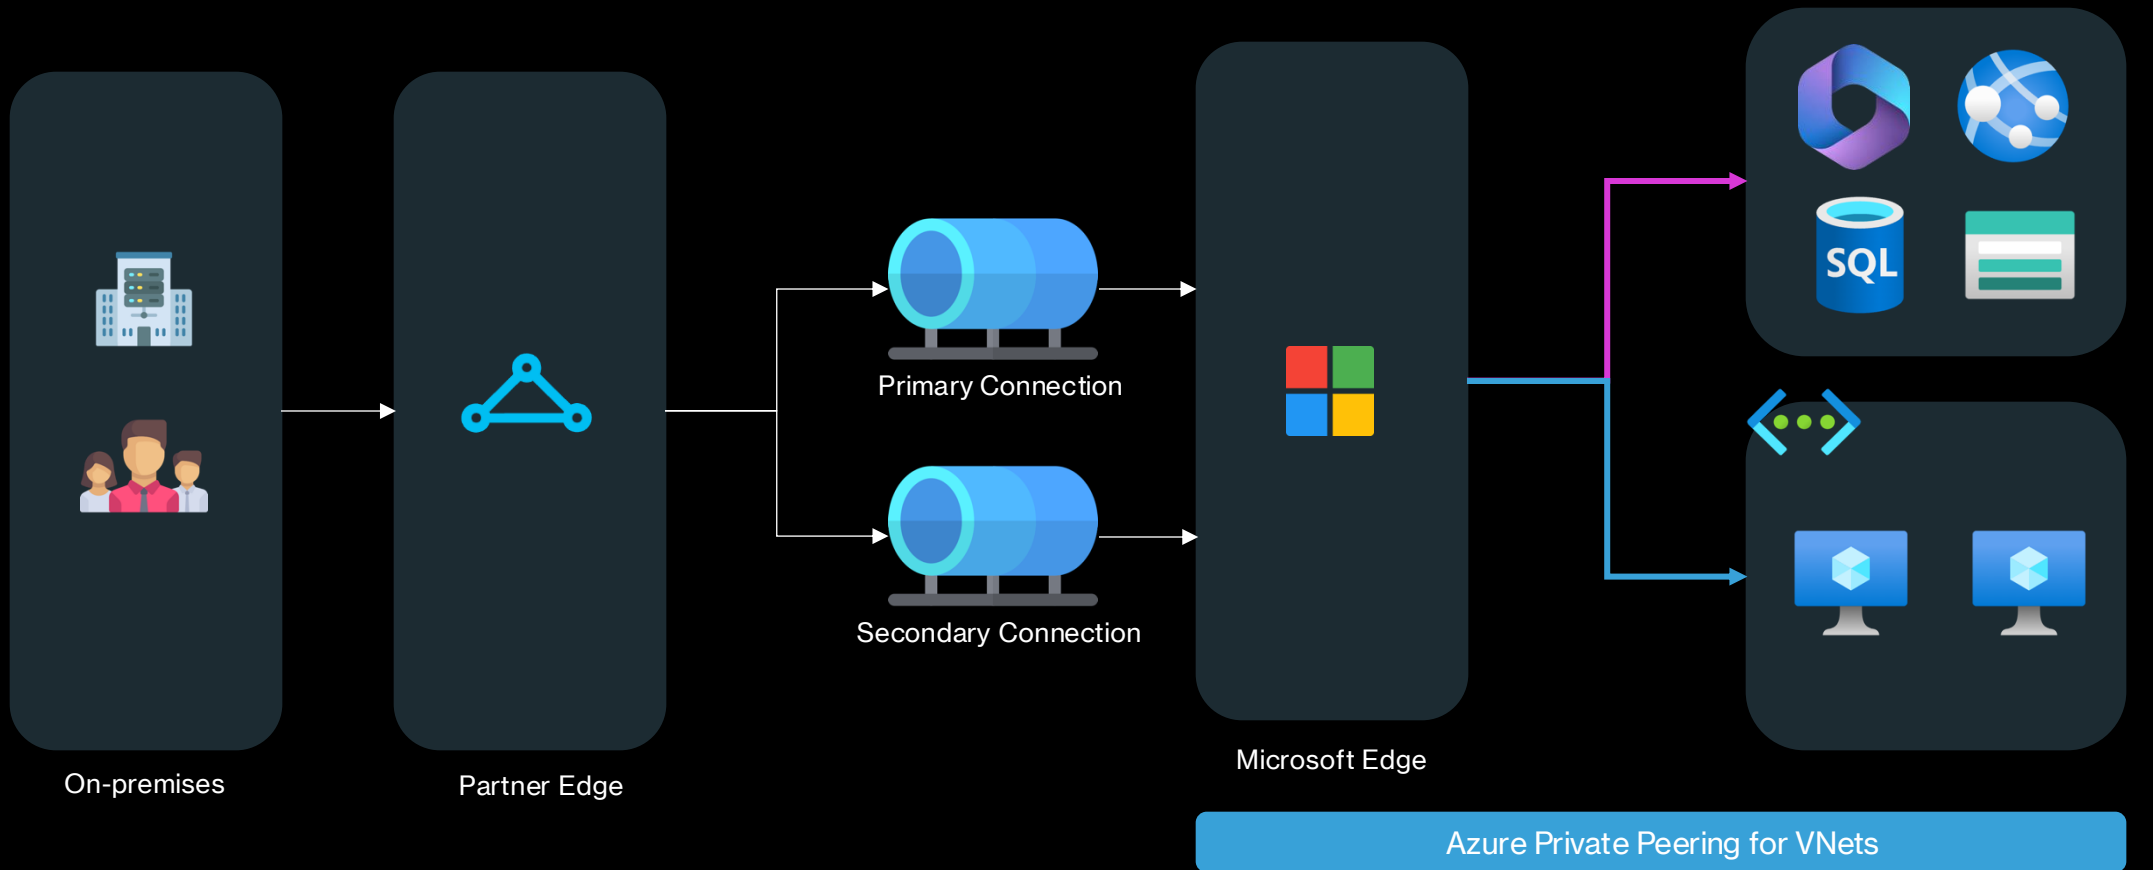 SQL
Primary Connection
Secondary Connection
On-premises
Partner Edge
Microsoft Edge
Azure Private Peering for VNets